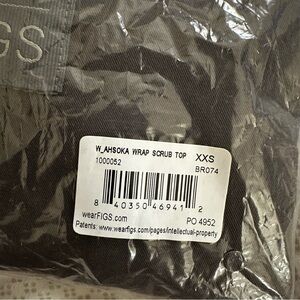 GS
W_AHSOKA WRAP SCRUB TOP XXS
1000052 BR074
8 40350 46941 2
wearFIGS.com PO 4952
Patents: www.wearfigs.com/pages/intellectual-property